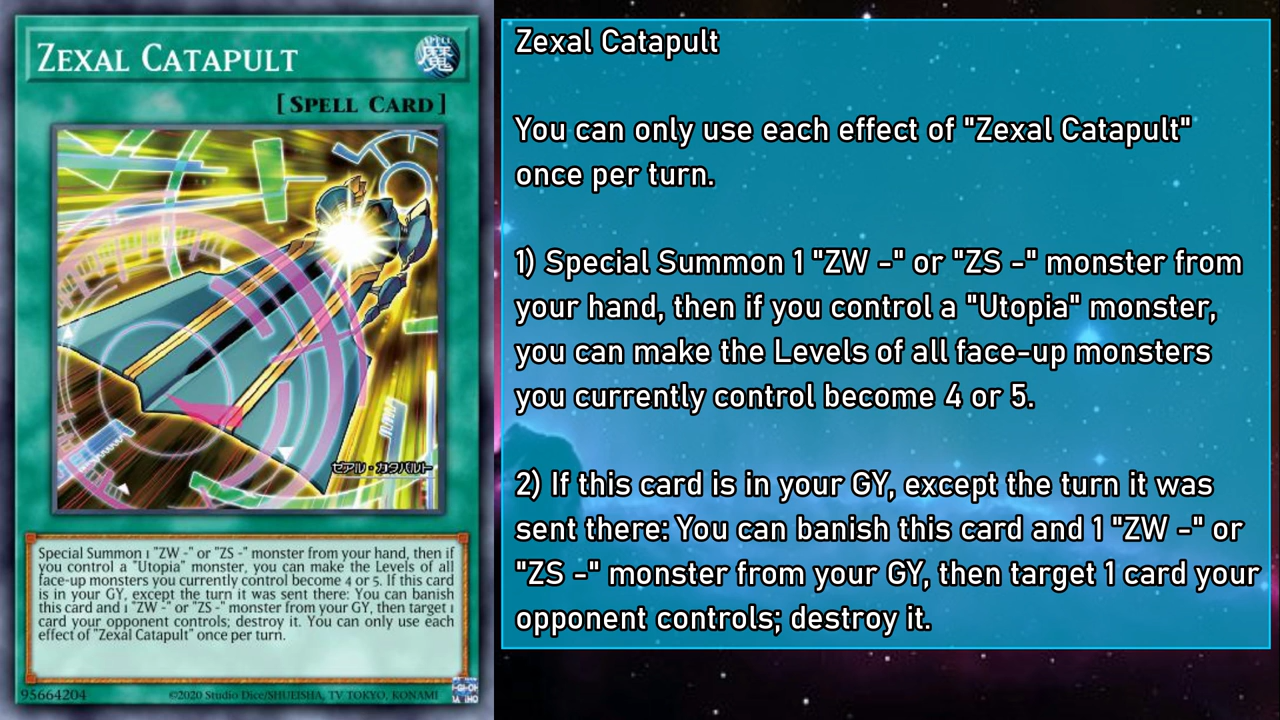 ZEXAL CATAPULT
SPELL
魔
[ SPELL CARD ]
ゼアル・カタパルト
Special Summon 1 "ZW -" or "ZS -" monster from your hand, then if
you control a "Utopia" monster, you can make the Levels of all
face-up monsters you currently control become 4 or 5. If this card
is in your GY, except the turn it was sent there: You can banish
this card and 1 "ZW -" or "ZS -" monster from your GY, then target 1
card your opponent controls; destroy it. You can only use each
effect of "Zexal Catapult" once per turn.
95664204
©2020 Studio Dice/SHUEISHA, TV TOKYO, KONAMI
Zexal Catapult
You can only use each effect of "Zexal Catapult"
once per turn.
1) Special Summon 1 "ZW -" or "ZS -" monster from
your hand, then if you control a "Utopia" monster,
you can make the Levels of all face-up monsters
you currently control become 4 or 5.
2) If this card is in your GY, except the turn it was
sent there: You can banish this card and 1 "ZW -" or
"ZS -" monster from your GY, then target 1 card your
opponent controls; destroy it.